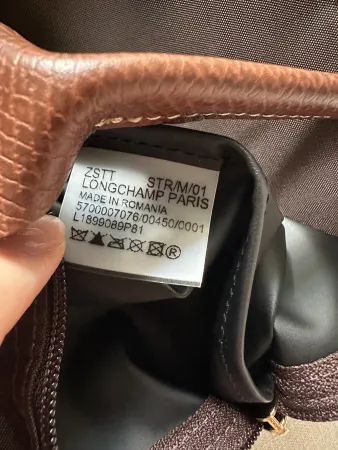 ZSTT STR/M/01
LONGCHAMP PARIS
MADE IN ROMANIA
5700007076/00450/0001
L1899089P81
®